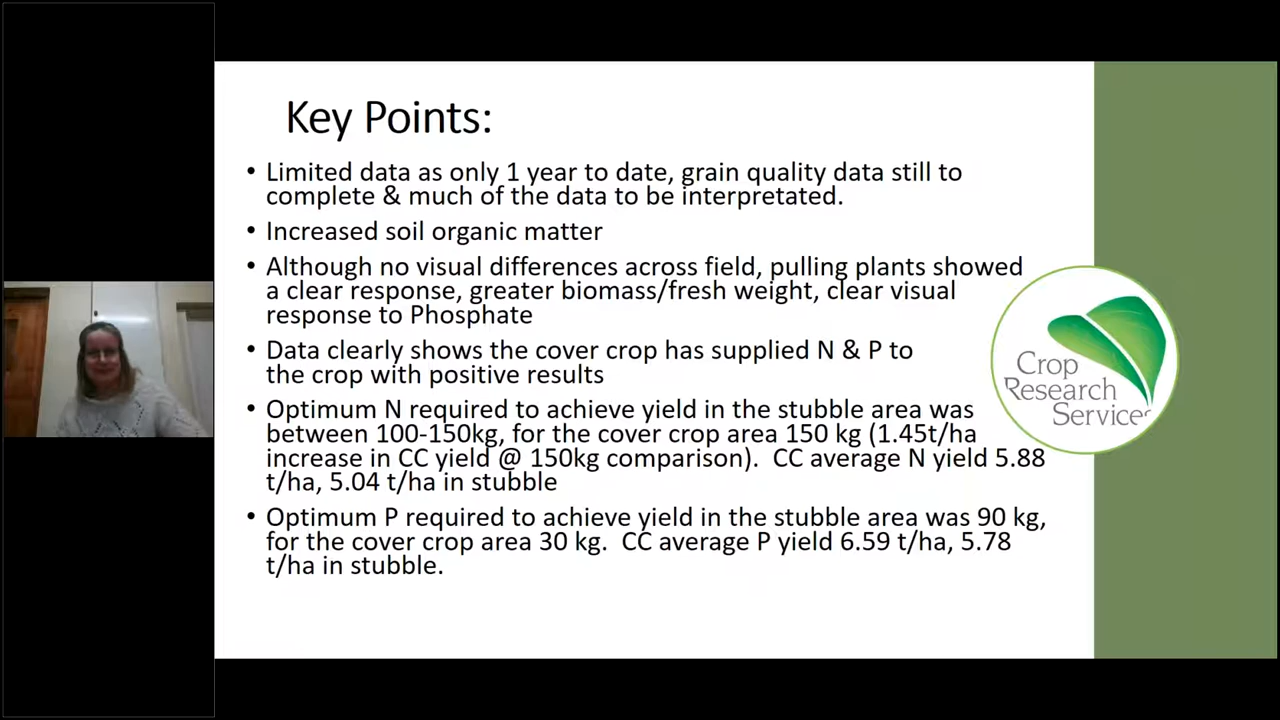 Key Points:
• Limited data as only 1 year to date, grain quality data still to
complete & much of the data to be interpretated.
• Increased soil organic matter
• Although no visual differences across field, pulling plants showed
a clear response, greater biomass/fresh weight, clear visual
response to Phosphate
• Data clearly shows the cover crop has supplied N & P to
the crop with positive results
• Optimum N required to achieve yield in the stubble area was
between 100-150kg, for the cover crop area 150 kg (1.45t/ha
increase in CC yield @ 150kg comparison). CC average N yield 5.88
t/ha, 5.04 t/ha in stubble
• Optimum P required to achieve yield in the stubble area was 90 kg,
for the cover crop area 30 kg. CC average P yield 6.59 t/ha, 5.78
t/ha in stubble.
Crop
Research
Services